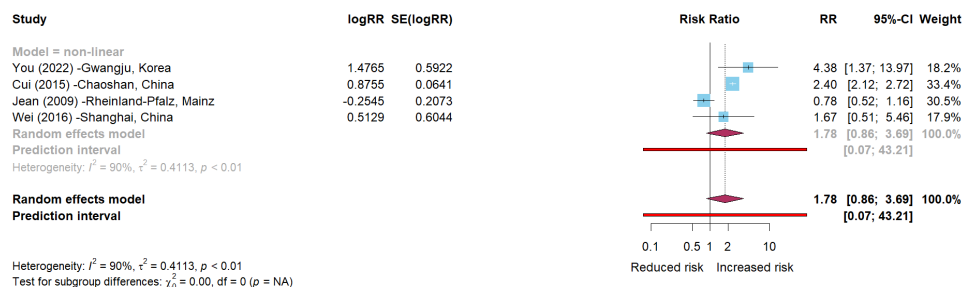 Study logRR SE(logRR) Risk Ratio RR 95%-CI Weight
Model = non-linear
You (2022) -Gwangju, Korea 1.4765 0.5922 4.38 [1.37; 13.97] 18.2%
Cui (2015) -Chaoshan, China 0.8755 0.0641 2.40 [2.12; 2.72] 33.4%
Jean (2009) -Rheinland-Pfalz, Mainz -0.2545 0.2073 0.78 [0.52; 1.16] 30.5%
Wei (2016) -Shanghai, China 0.5129 0.6044 1.67 [0.51; 5.46] 17.9%
Random effects model 1.78 [0.86; 3.69] 100.0%
Prediction interval [0.07; 43.21]
Heterogeneity: I² = 90%, τ² = 0.4113, p < 0.01
Random effects model 1.78 [0.86; 3.69] 100.0%
Prediction interval [0.07; 43.21]
0.1 0.5 1 2 10
Heterogeneity: I² = 90%, τ² = 0.4113, p < 0.01 Reduced risk Increased risk
Test for subgroup differences: χ²₀ = 0.00, df = 0 (p = NA)